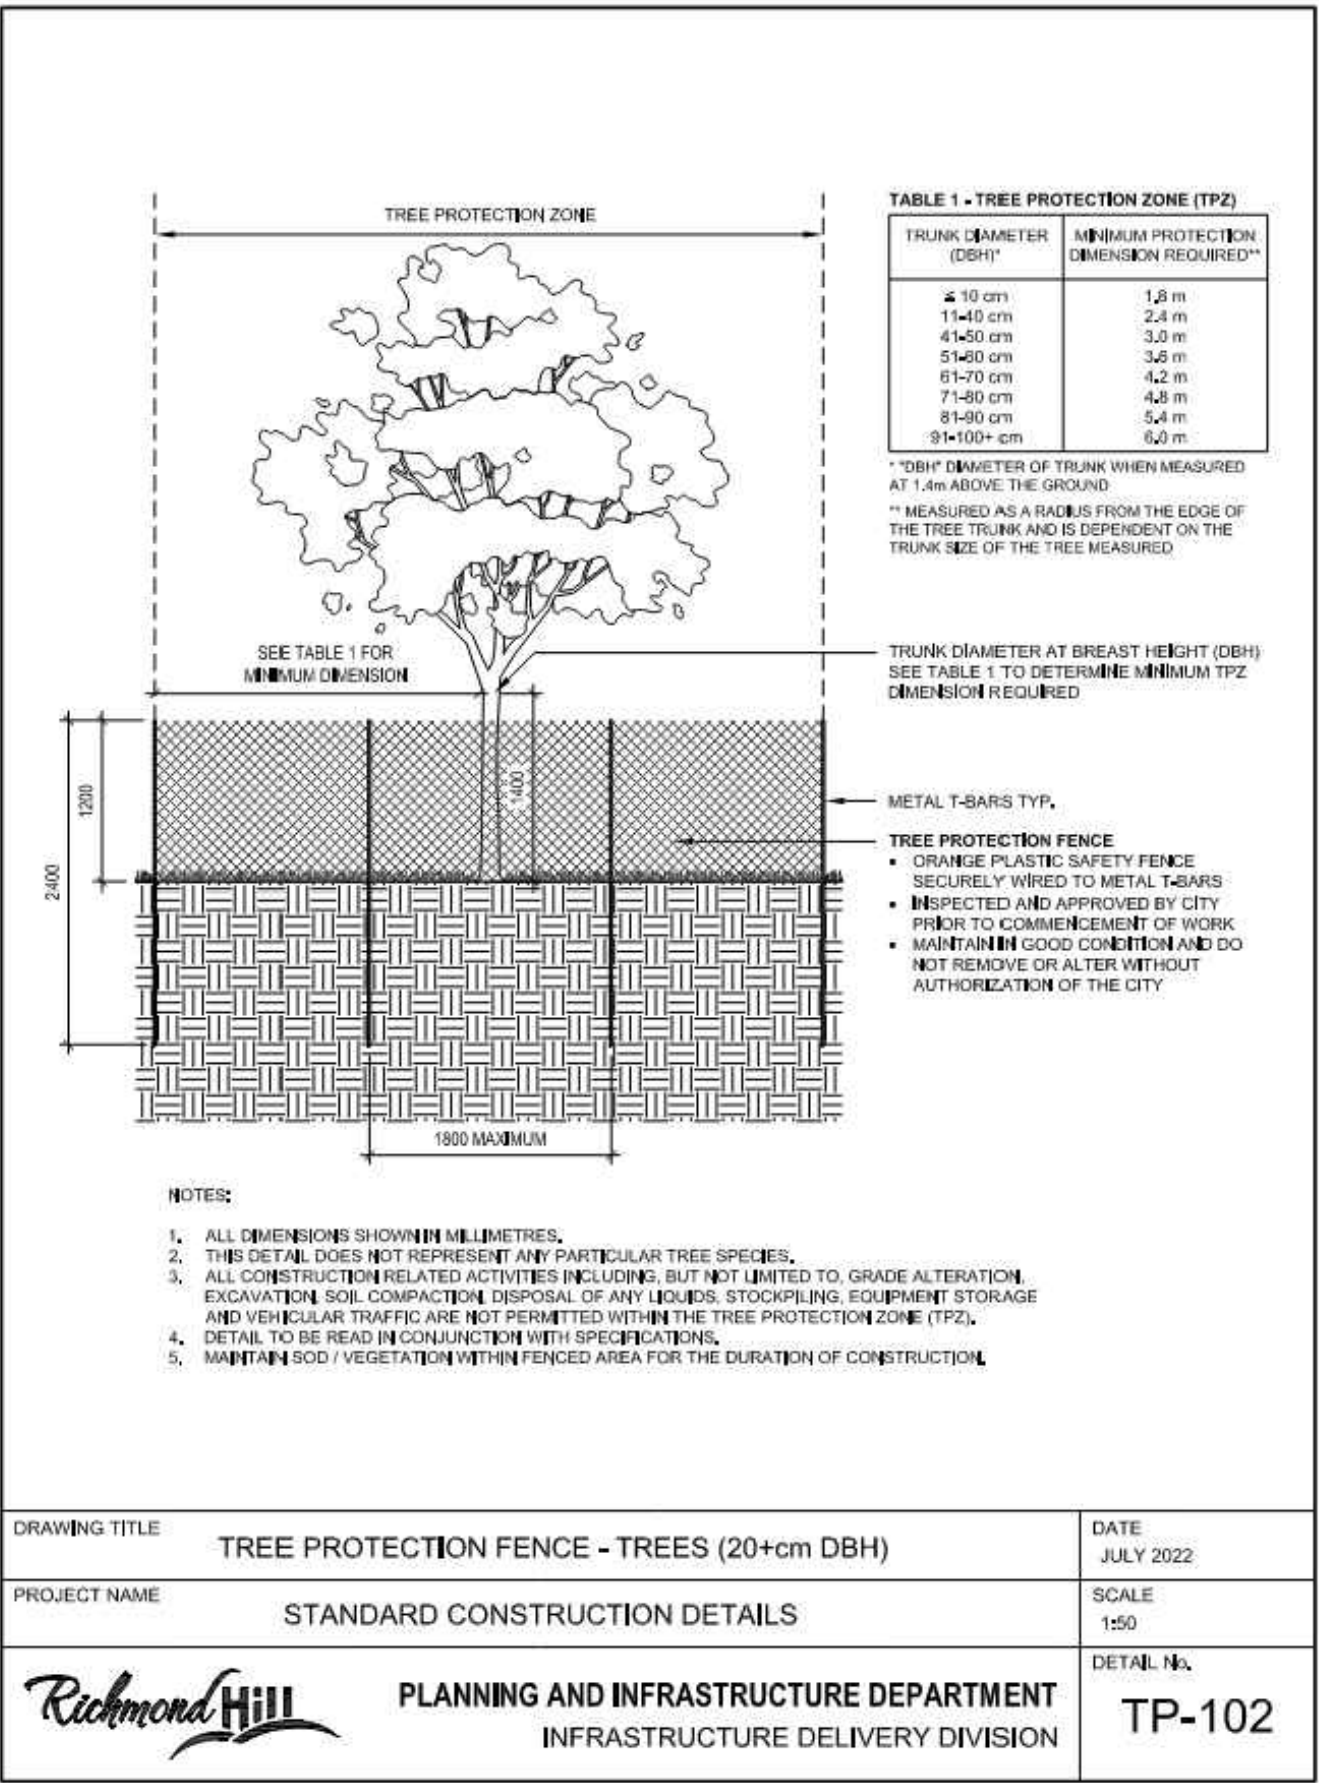 TREE PROTECTION ZONE
TABLE 1 - TREE PROTECTION ZONE (TPZ)
TRUNK DIAMETER (DBH)* MINIMUM PROTECTION DIMENSION REQUIRED**
≤ 10 cm 1.8 m
11-40 cm 2.4 m
41-50 cm 3.0 m
51-60 cm 3.6 m
61-70 cm 4.2 m
71-80 cm 4.8 m
81-90 cm 5.4 m
91-100+ cm 6.0 m
* "DBH" DIAMETER OF TRUNK WHEN MEASURED
AT 1.4m ABOVE THE GROUND
** MEASURED AS A RADIUS FROM THE EDGE OF
THE TREE TRUNK AND IS DEPENDENT ON THE
TRUNK SIZE OF THE TREE MEASURED
SEE TABLE 1 FOR
MINIMUM DIMENSION
TRUNK DIAMETER AT BREAST HEIGHT (DBH)
SEE TABLE 1 TO DETERMINE MINIMUM TPZ
DIMENSION REQUIRED
1200
2400
1400
METAL T-BARS TYP.
TREE PROTECTION FENCE
• ORANGE PLASTIC SAFETY FENCE
SECURELY WIRED TO METAL T-BARS
• INSPECTED AND APPROVED BY CITY
PRIOR TO COMMENCEMENT OF WORK
• MAINTAIN IN GOOD CONDITION AND DO
NOT REMOVE OR ALTER WITHOUT
AUTHORIZATION OF THE CITY
1800 MAXIMUM
NOTES:
1. ALL DIMENSIONS SHOWN IN MILLIMETRES.
2. THIS DETAIL DOES NOT REPRESENT ANY PARTICULAR TREE SPECIES.
3. ALL CONSTRUCTION RELATED ACTIVITIES INCLUDING, BUT NOT LIMITED TO, GRADE ALTERATION,
EXCAVATION, SOIL COMPACTION, DISPOSAL OF ANY LIQUIDS, STOCKPILING, EQUIPMENT STORAGE
AND VEHICULAR TRAFFIC ARE NOT PERMITTED WITHIN THE TREE PROTECTION ZONE (TPZ).
4. DETAIL TO BE READ IN CONJUNCTION WITH SPECIFICATIONS.
5. MAINTAIN SOD / VEGETATION WITHIN FENCED AREA FOR THE DURATION OF CONSTRUCTION.
DRAWING TITLE
TREE PROTECTION FENCE - TREES (20+cm DBH)
DATE
JULY 2022
PROJECT NAME
STANDARD CONSTRUCTION DETAILS
SCALE
1:50
Richmond Hill
PLANNING AND INFRASTRUCTURE DEPARTMENT
INFRASTRUCTURE DELIVERY DIVISION
DETAIL No.
TP-102